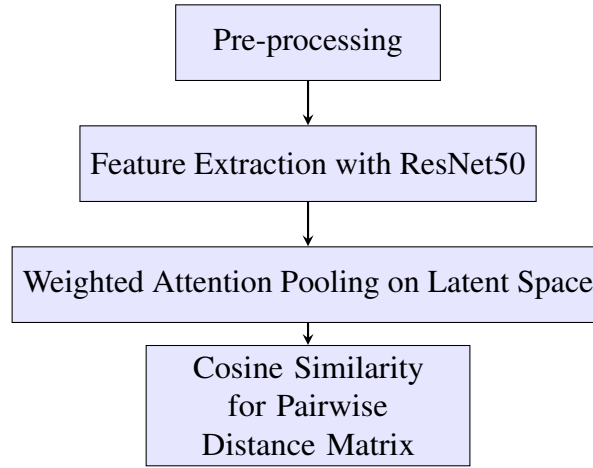 Pre-processing
Feature Extraction with ResNet50
Weighted Attention Pooling on Latent Space
Cosine Similarity
for Pairwise
Distance Matrix